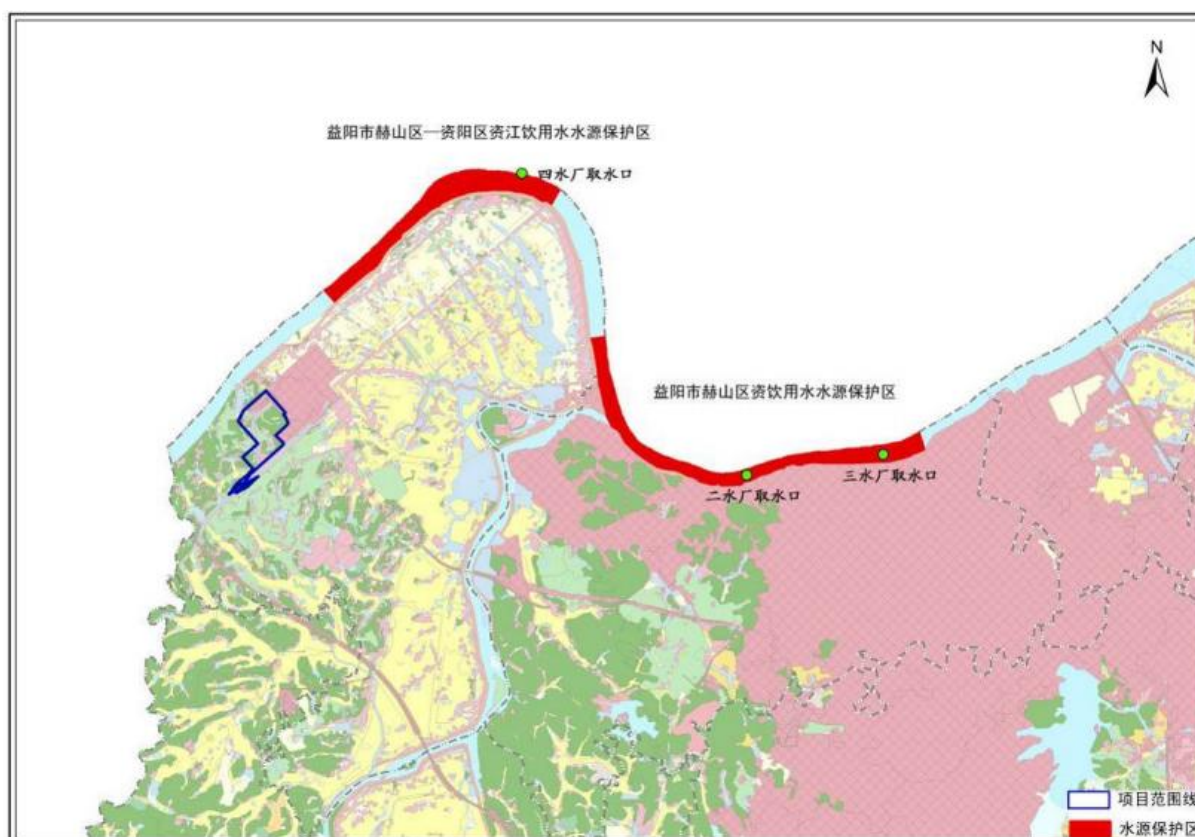 N
益阳市赫山区—资阳区资江饮用水水源保护区
四水厂取水口
益阳市赫山区资饮用水水源保护区
三水厂取水口
二水厂取水口
项目范围线
水源保护区